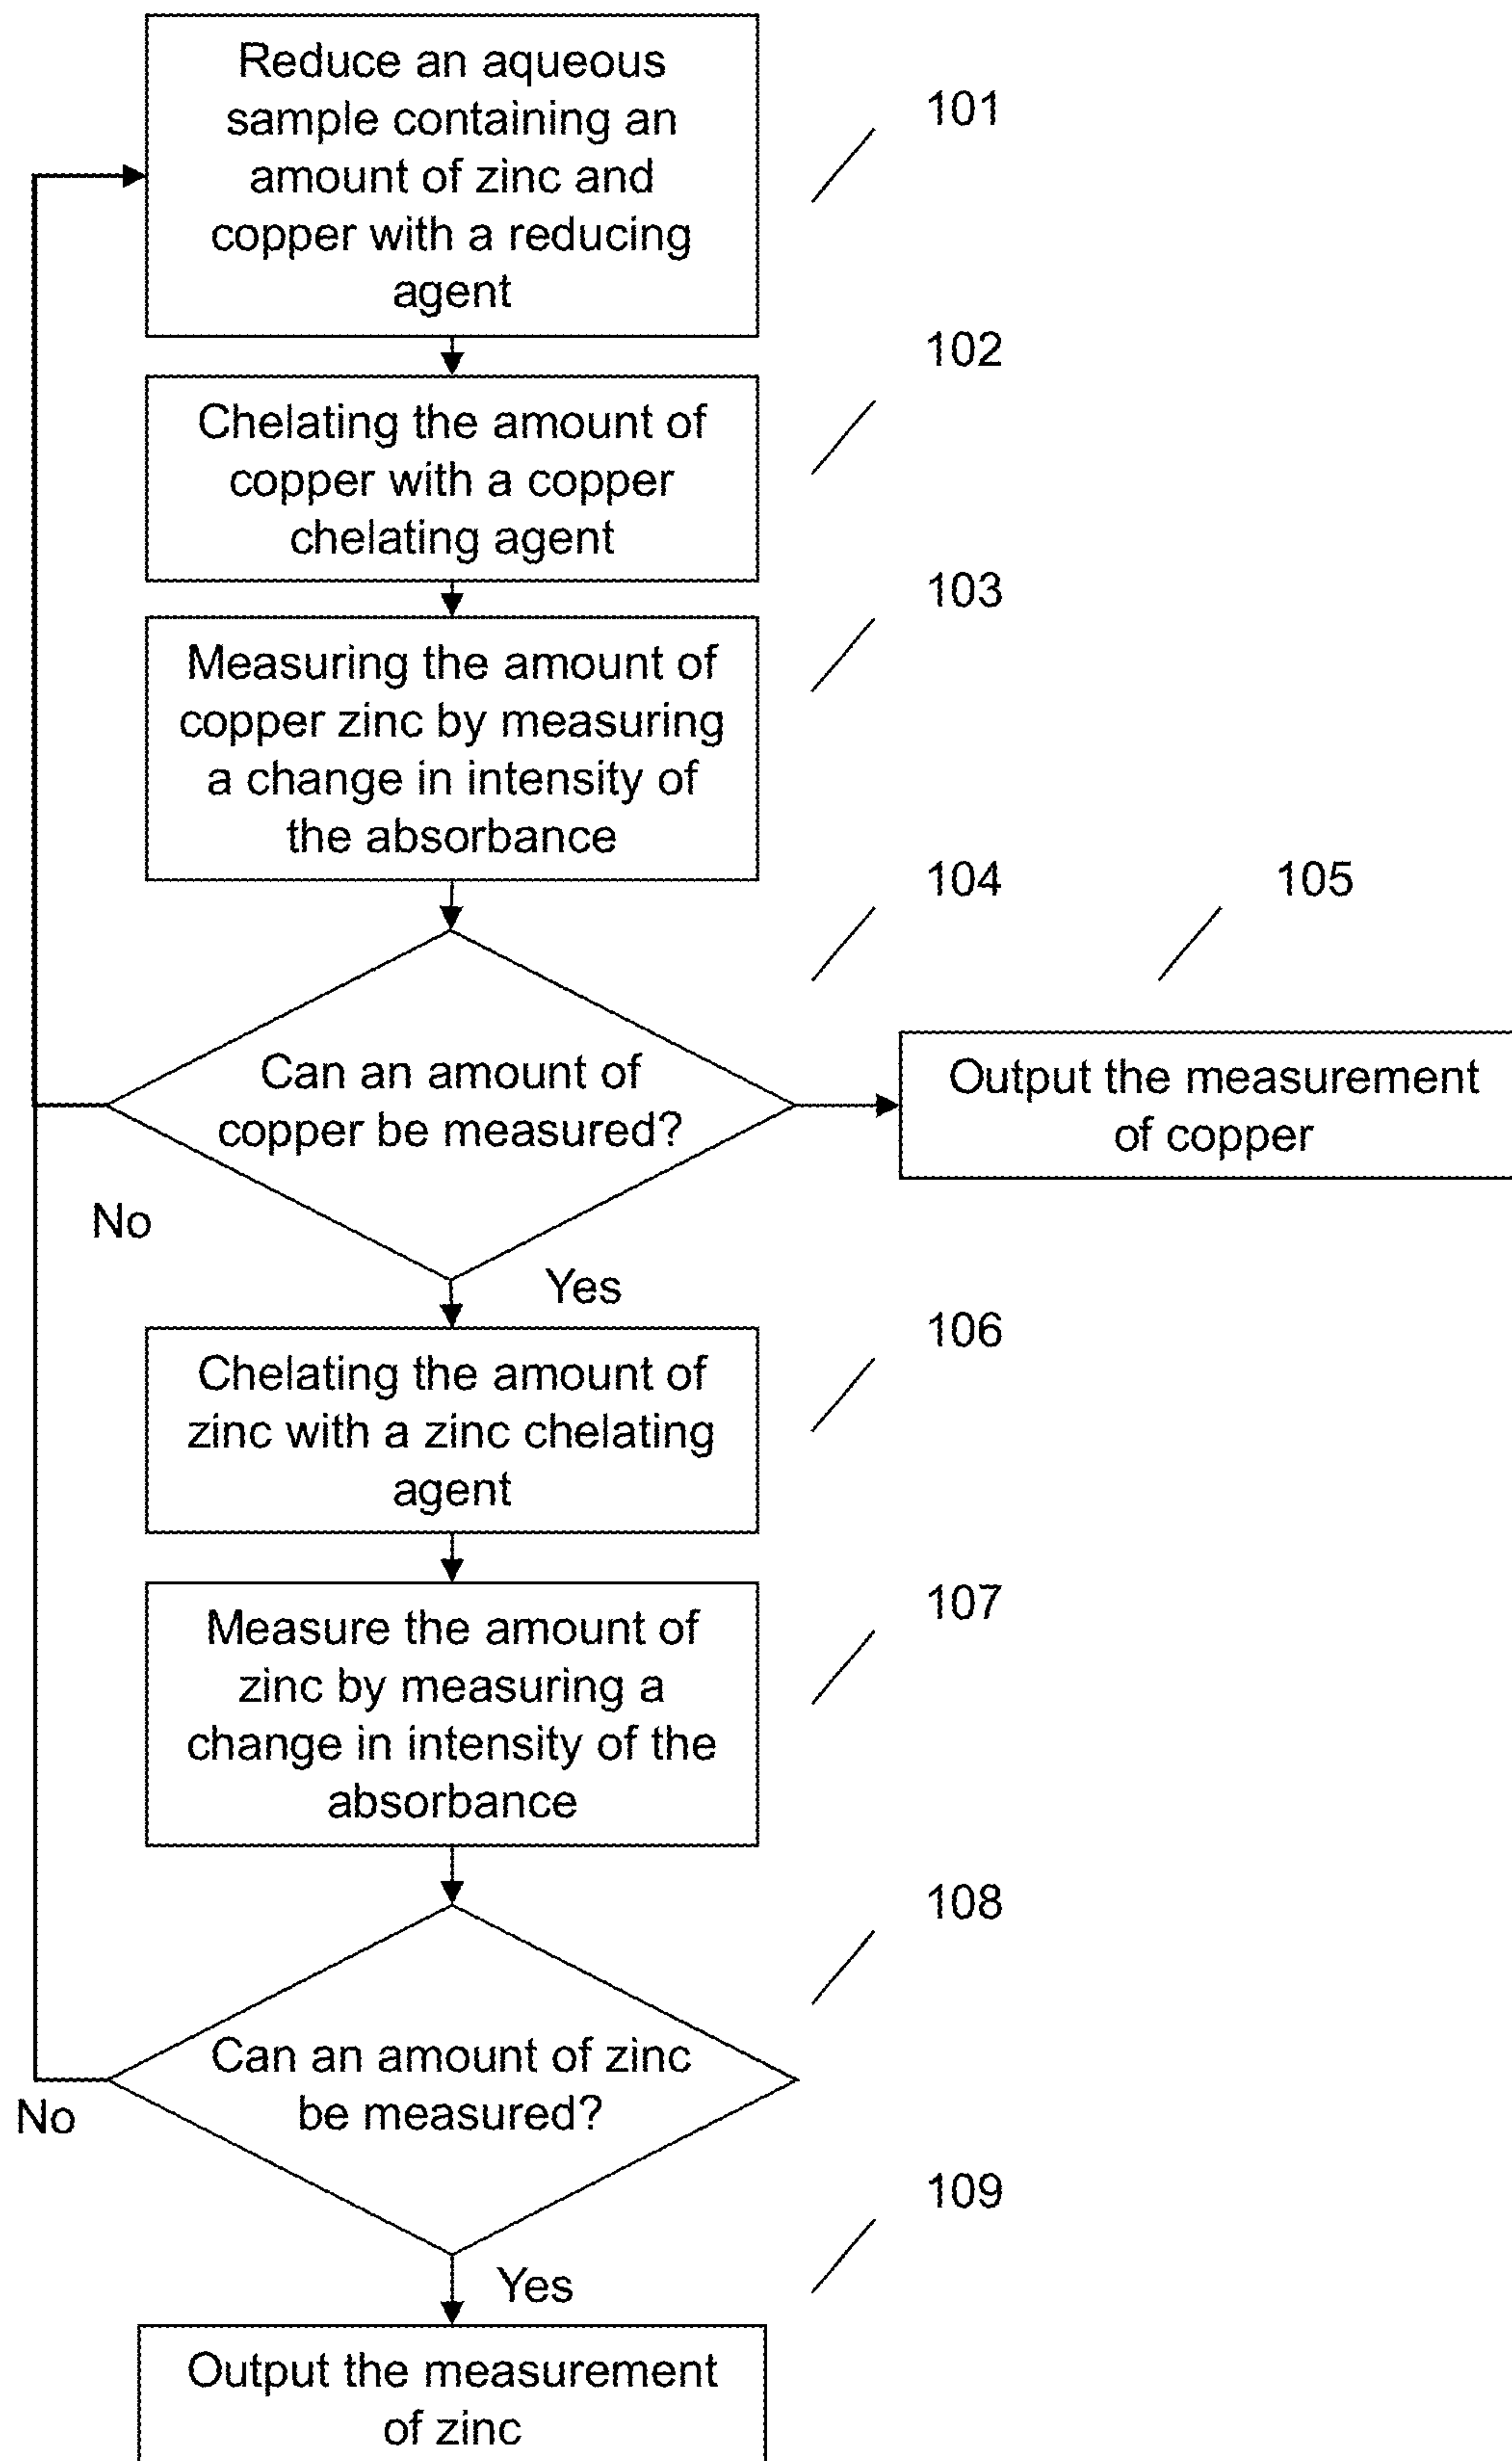 Reduce an aqueous
sample containing an
amount of zinc and
copper with a reducing
agent
101
Chelating the amount of
copper with a copper
chelating agent
102
Measuring the amount of
copper zinc by measuring
a change in intensity of
the absorbance
103
Can an amount of
copper be measured?
104
No
Yes
Output the measurement
of copper
105
Chelating the amount of
zinc with a zinc chelating
agent
106
Measure the amount of
zinc by measuring a
change in intensity of the
absorbance
107
Can an amount of zinc
be measured?
108
No
Yes
Output the measurement
of zinc
109